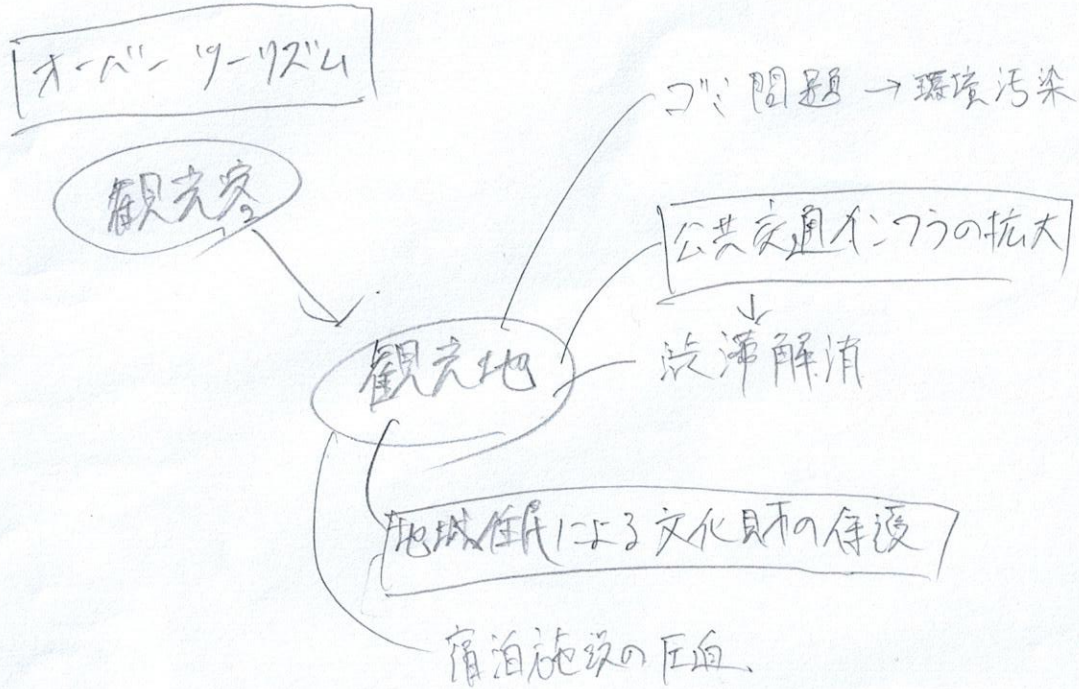 オーバーツーリズム
観光客
ゴミ問題→環境汚染
公共交通インフラの拡大
↓
渋滞解消
観光地
地域住民による文化財の保護
宿泊施設の圧迫